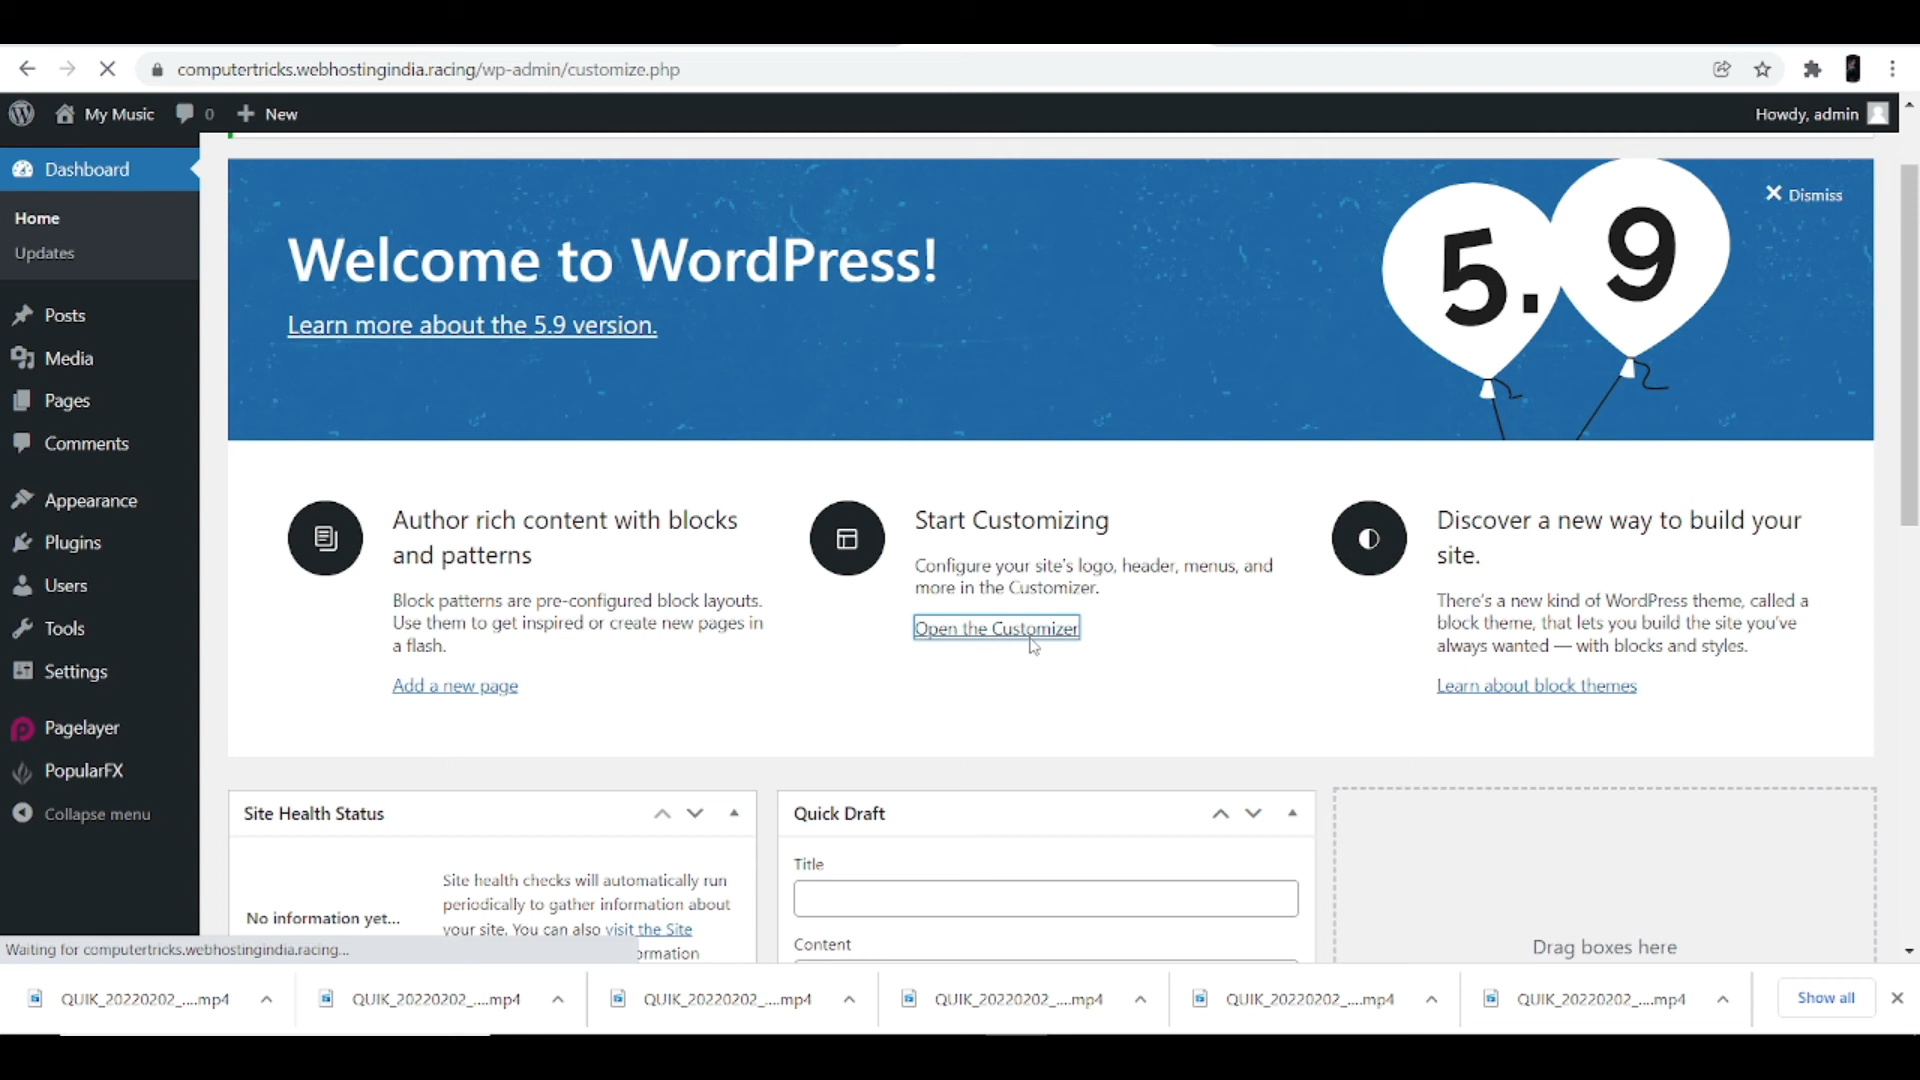 computertricks.webhostingindia.racing/wp-admin/customize.php
My Music
0
New
Howdy, admin
Dashboard
Home
Updates
Posts
Media
Pages
Comments
Appearance
Plugins
Users
Tools
Settings
Pagelayer
PopularFX
Collapse menu
Dismiss
Welcome to WordPress!
Learn more about the 5.9 version.
5.9
Author rich content with blocks
and patterns
Block patterns are pre-configured block layouts.
Use them to get inspired or create new pages in
a flash.
Add a new page
Start Customizing
Configure your site's logo, header, menus, and
more in the Customizer.
Open the Customizer
Discover a new way to build your
site.
There's a new kind of WordPress theme, called a
block theme, that lets you build the site you've
always wanted — with blocks and styles.
Learn about block themes
Site Health Status
No information yet...
Site health checks will automatically run
periodically to gather information about
your site. You can also visit the Site
ormation
Quick Draft
Title
Content
Drag boxes here
Waiting for computertricks.webhostingindia.racing...
QUIK_20220202_....mp4
QUIK_20220202_....mp4
QUIK_20220202_....mp4
QUIK_20220202_....mp4
QUIK_20220202_....mp4
QUIK_20220202_....mp4
Show all